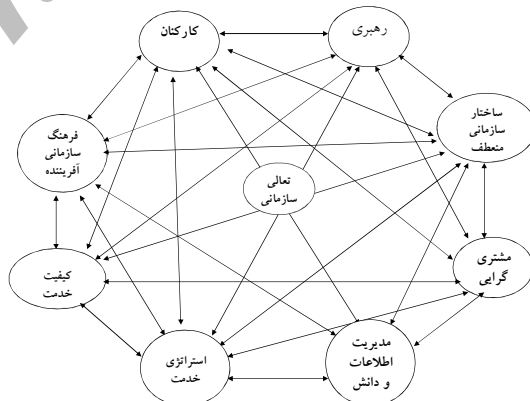 رهبری
کارکنان
ساختار
سازمانی
منعطف
فرهنگ
سازمانی
آفریننده
تعالی
سازمانی
مشتری
گرایی
کیفیت
خدمت
مدیریت
اطلاعات
و دانش
استراتژی
خدمت